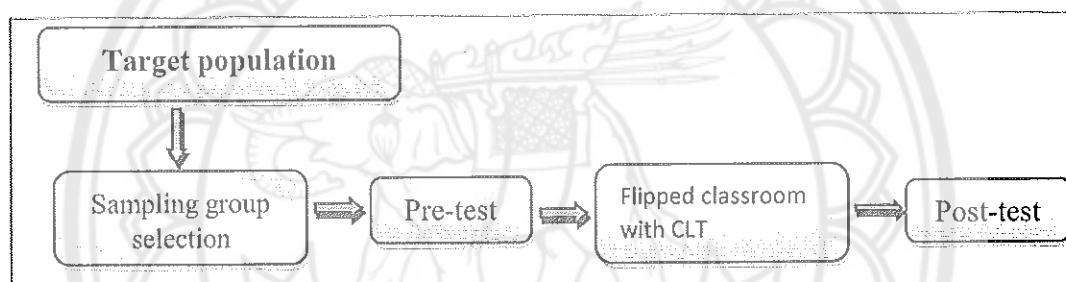 Target population
Sampling group
selection
Pre-test
Flipped classroom
with CLT
Post-test